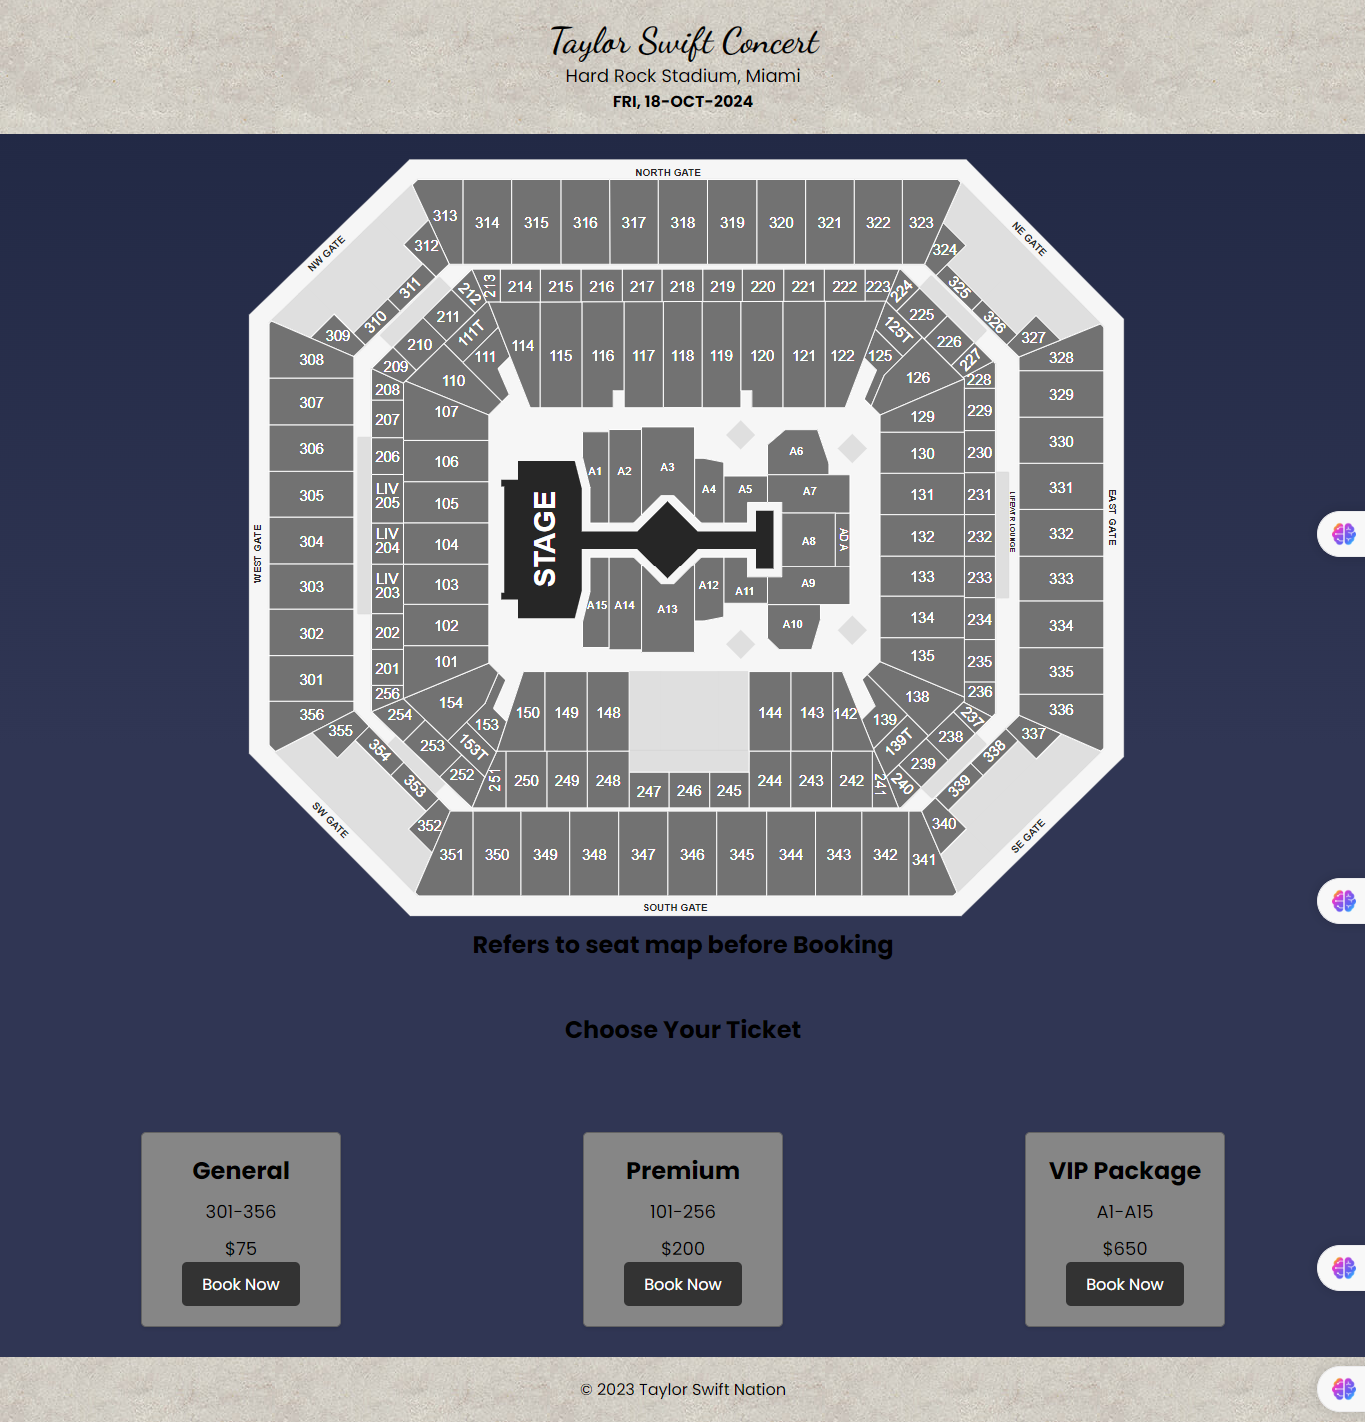 Taylor Swift Concert
Hard Rock Stadium, Miami
FRI, 18-OCT-2024
NORTH GATE
NW GATE
NE GATE
313 314 315 316 317 318 319 320 321 322 323
312 324
311 325
310 326
309 327
308 328
307 329
306 330
305 331
304 332
303 333
302 334
301 335
356 336
355 337
354 338
353 339
352 340
351 350 349 348 347 346 345 344 343 342 341
213 214 215 216 217 218 219 220 221 222 223
212 224
211 225
210 226
209 227
208 228
207 229
206 230
LIV
205 231
LIV
204 232
LIV
203 233
202 234
201 235
256 236
254 237
253 238
252 239
251 250 249 248 247 246 245 244 243 242 241 240
111T 125T
111 114 115 116 117 118 119 120 121 122 125
110 126
107 129
106 130
105 131
104 132
103 133
102 134
101 135
154 138
153 139
153T 139T
150 149 148 144 143 142
A1 A2 A3 A4 A5 A6
A7
A8 ADA
A9
A15 A14 A13 A12 A11 A10
STAGE
WEST GATE
EAST GATE
SW GATE
SE GATE
SOUTH GATE
Refers to seat map before Booking
Choose Your Ticket
General
301-356
$75
Book Now
Premium
101-256
$200
Book Now
VIP Package
A1-A15
$650
Book Now
© 2023 Taylor Swift Nation